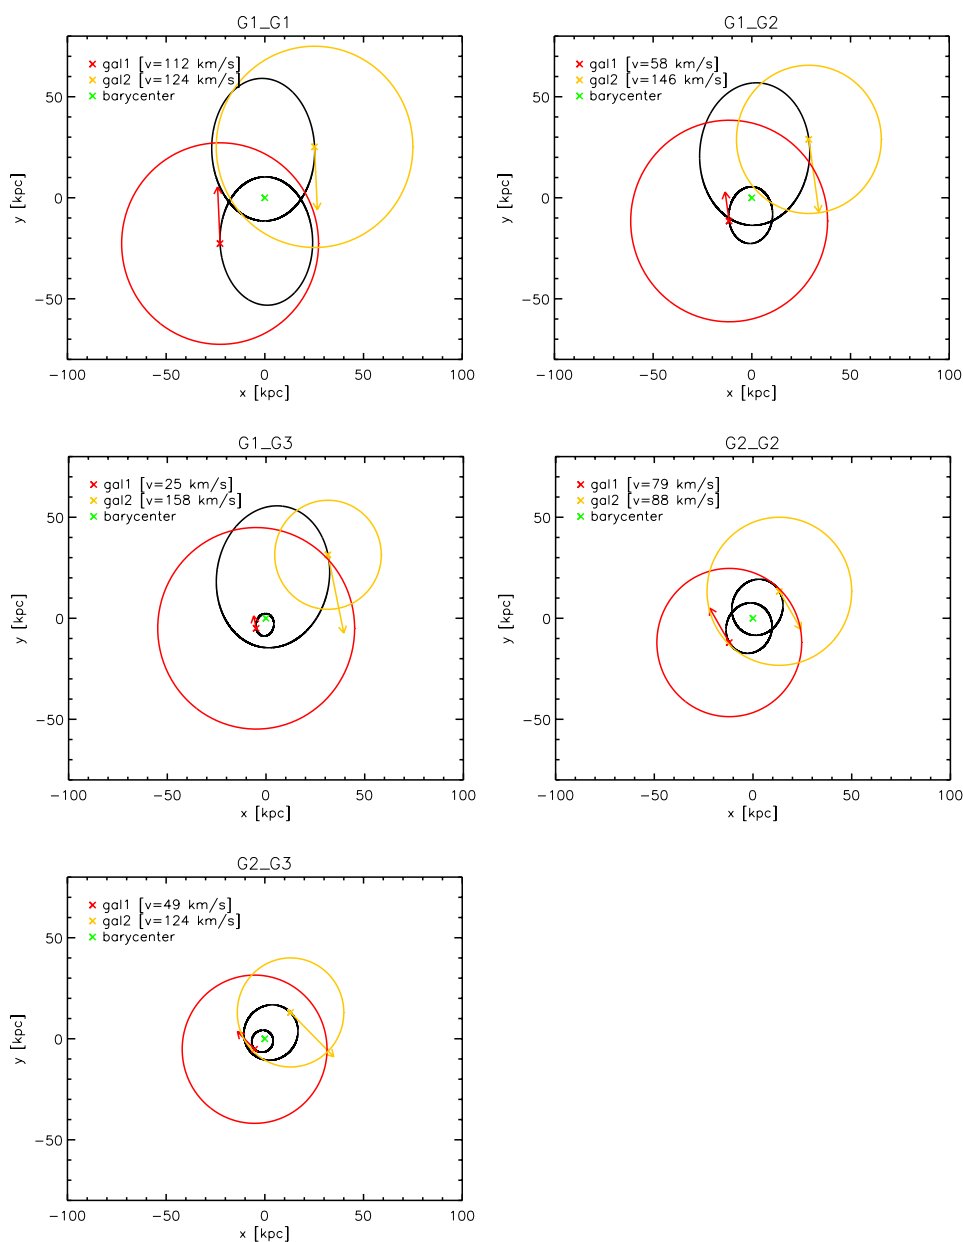 G1_G1
gal1 [v=112 km/s]
gal2 [v=124 km/s]
barycenter
50
0
−50
y [kpc]
−100 −50 0 50 100
x [kpc]
G1_G2
gal1 [v=58 km/s]
gal2 [v=146 km/s]
barycenter
50
0
−50
y [kpc]
−100 −50 0 50 100
x [kpc]
G1_G3
gal1 [v=25 km/s]
gal2 [v=158 km/s]
barycenter
50
0
−50
y [kpc]
−100 −50 0 50 100
x [kpc]
G2_G2
gal1 [v=79 km/s]
gal2 [v=88 km/s]
barycenter
50
0
−50
y [kpc]
−100 −50 0 50 100
x [kpc]
G2_G3
gal1 [v=49 km/s]
gal2 [v=124 km/s]
barycenter
50
0
−50
y [kpc]
−100 −50 0 50 100
x [kpc]